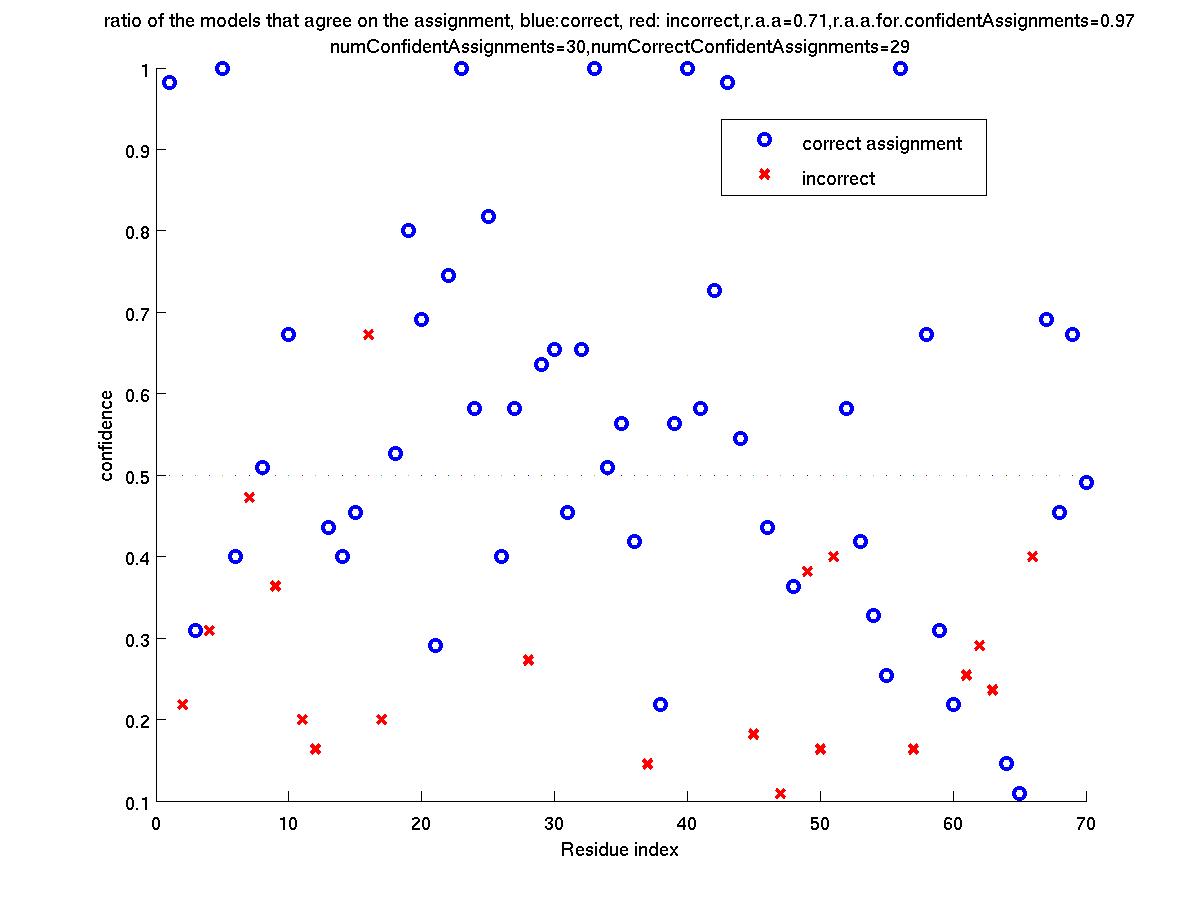 ratio of the models that agree on the assignment, blue:correct, red: incorrect,r.a.a=0.71,r.a.a.for.confidentAssignments=0.97
numConfidentAssignments=30,numCorrectConfidentAssignments=29
1
0.9
0.8
0.7
0.6
0.5
0.4
0.3
0.2
0.1
confidence
correct assignment
incorrect
0 10 20 30 40 50 60 70
Residue index